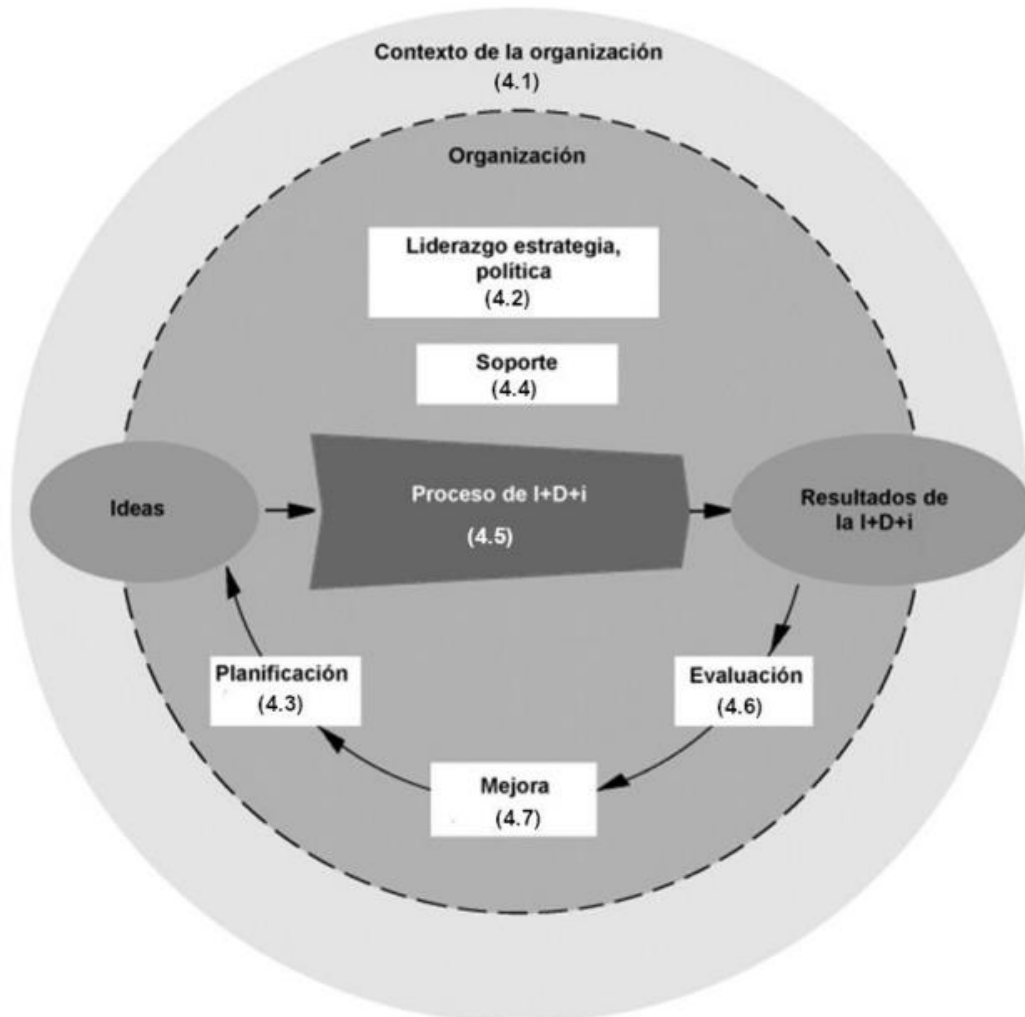 Contexto de la organización
(4.1)
Organización
Liderazgo estrategia,
política
(4.2)
Soporte
(4.4)
Ideas
Proceso de I+D+i
(4.5)
Resultados de
la I+D+i
Planificación
(4.3)
Evaluación
(4.6)
Mejora
(4.7)